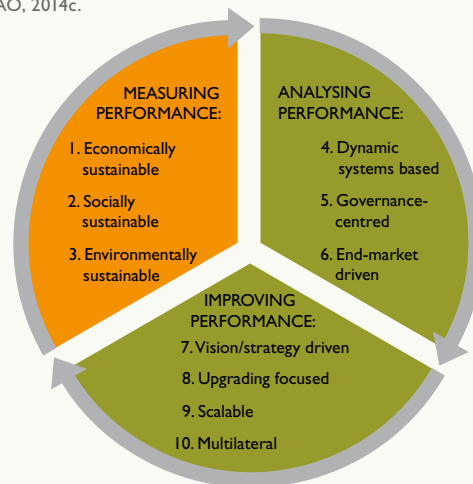 AO, 2014c.
MEASURING
PERFORMANCE:
1. Economically
sustainable
2. Socially
sustainable
3. Environmentally
sustainable
ANALYSING
PERFORMANCE:
4. Dynamic
systems based
5. Governance-
centred
6. End-market
driven
IMPROVING
PERFORMANCE:
7. Vision/strategy driven
8. Upgrading focused
9. Scalable
10. Multilateral